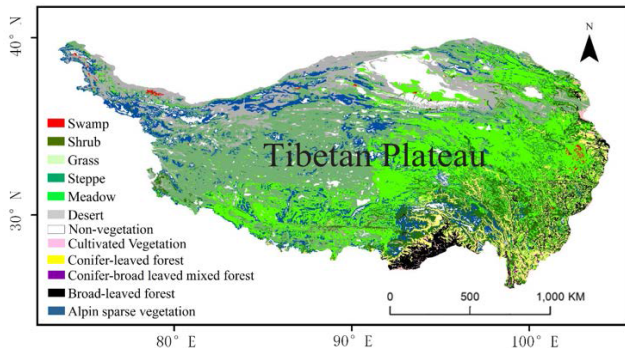 40° N
N
Swamp
Shrub
Grass
Steppe
Meadow
Desert
Non-vegetation
Cultivated Vegetation
Conifer-leaved forest
Conifer-broad leaved mixed forest
Broad-leaved forest
Alpin sparse vegetation
Tibetan Plateau
30° N
0 500 1,000 KM
80° E 90° E 100° E